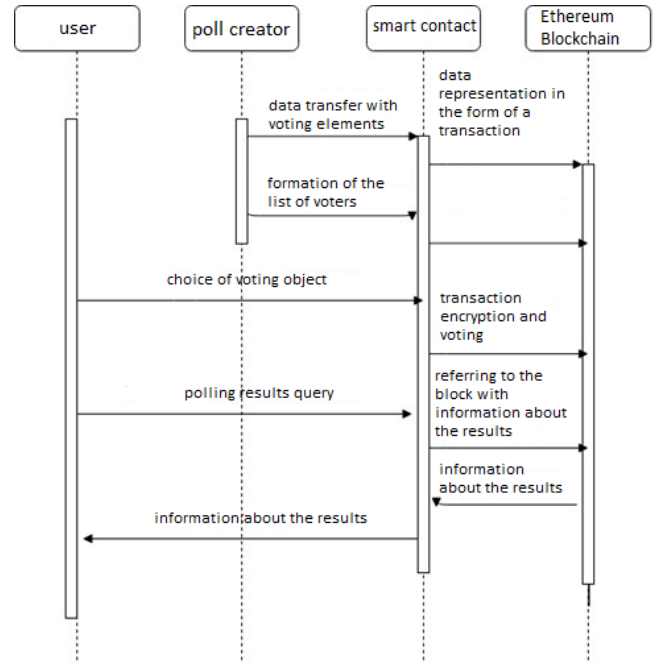 user
poll creator
smart contact
Ethereum
Blockchain
data
representation in
the form of a
transaction
data transfer with
voting elements
formation of the
list of voters
choice of voting object
transaction
encryption and
voting
referring to the
block with
information about
the results
polling results query
information
about the results
information about the results